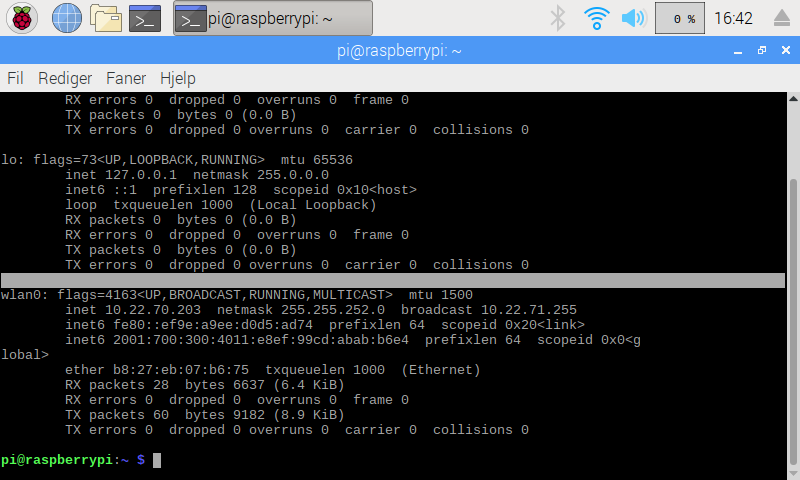 pi@raspberrypi: ~
0 %
16:42
pi@raspberrypi: ~
Fil Rediger Faner Hjelp
RX errors 0  dropped 0  overruns 0  frame 0
TX packets 0  bytes 0 (0.0 B)
TX errors 0  dropped 0 overruns 0  carrier 0  collisions 0
lo: flags=73<UP,LOOPBACK,RUNNING>  mtu 65536
inet 127.0.0.1  netmask 255.0.0.0
inet6 ::1  prefixlen 128  scopeid 0x10<host>
loop  txqueuelen 1000  (Local Loopback)
RX packets 0  bytes 0 (0.0 B)
RX errors 0  dropped 0  overruns 0  frame 0
TX packets 0  bytes 0 (0.0 B)
TX errors 0  dropped 0 overruns 0  carrier 0  collisions 0
wlan0: flags=4163<UP,BROADCAST,RUNNING,MULTICAST>  mtu 1500
inet 10.22.70.203  netmask 255.255.252.0  broadcast 10.22.71.255
inet6 fe80::ef9e:a9ee:d0d5:ad74  prefixlen 64  scopeid 0x20<link>
inet6 2001:700:300:4011:e8ef:99cd:abab:b6e4  prefixlen 64  scopeid 0x0<g
lobal>
ether b8:27:eb:07:b6:75  txqueuelen 1000  (Ethernet)
RX packets 28  bytes 6637 (6.4 KiB)
RX errors 0  dropped 0  overruns 0  frame 0
TX packets 60  bytes 9182 (8.9 KiB)
TX errors 0  dropped 0 overruns 0  carrier 0  collisions 0
pi@raspberrypi:~ $